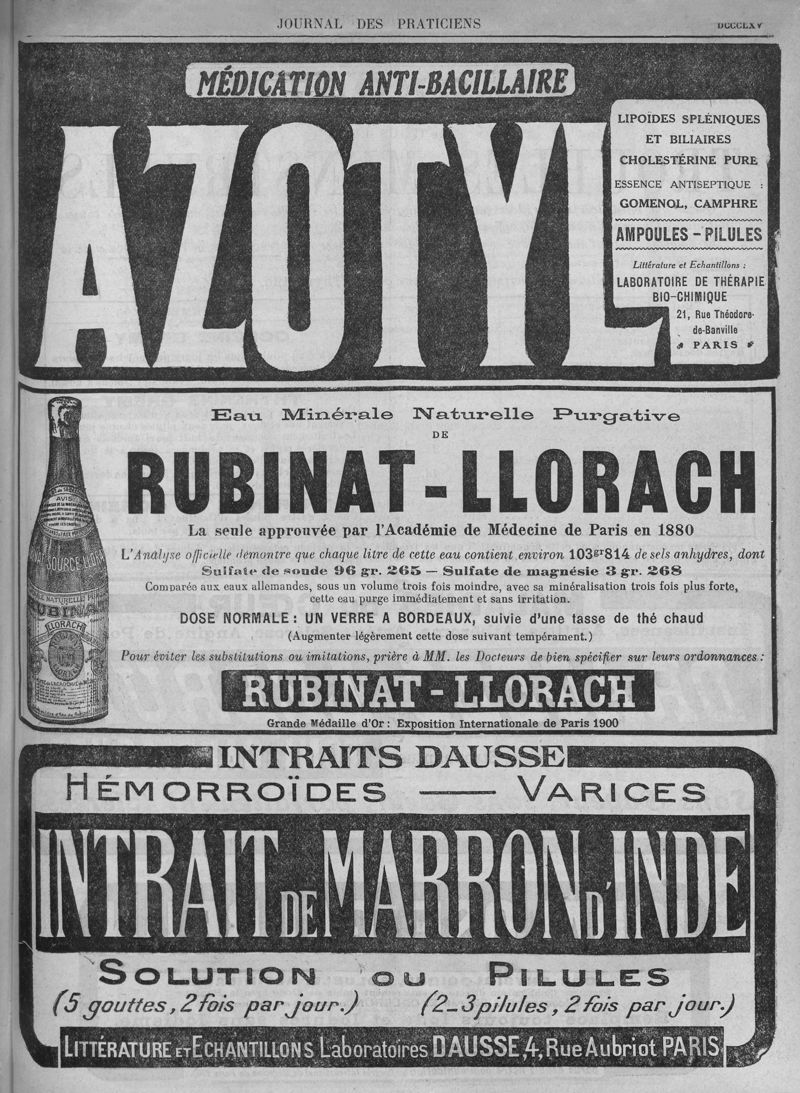 JOURNAL DES PRATICIENS
DCCCLXV
MÉDICATION ANTI-BACILLAIRE
AZOTYL
LIPOÏDES SPLÉNIQUES
ET BILIAIRES
CHOLESTÉRINE PURE
ESSENCE ANTISEPTIQUE :
GOMENOL, CAMPHRE
AMPOULES - PILULES
Littérature et Echantillons :
LABORATOIRE DE THÉRAPIE
BIO-CHIMIQUE
21, Rue Théodore-
de-Banville
PARIS
Eau Minérale Naturelle Purgative
DE
RUBINAT - LLORACH
La seule approuvée par l'Académie de Médecine de Paris en 1880
L'Analyse officielle démontre que chaque litre de cette eau contient environ 103gr814 de sels anhydres, dont
Sulfate de soude 96 gr. 265 — Sulfate de magnésie 3 gr. 268
Comparée aux eaux allemandes, sous un volume trois fois moindre, avec sa minéralisation trois fois plus forte,
cette eau purge immédiatement et sans irritation.
DOSE NORMALE : UN VERRE A BORDEAUX, suivie d'une tasse de thé chaud
(Augmenter légèrement cette dose suivant tempérament.)
Pour éviter les substitutions ou imitations, prière à MM. les Docteurs de bien spécifier sur leurs ordonnances :
RUBINAT - LLORACH
Grande Médaille d'Or : Exposition Internationale de Paris 1900
AVIS
SOURCE LLOR
RUBINAT
LLORACH
INTRAITS DAUSSE
HÉMORROÏDES — VARICES
INTRAIT DE MARRON D'INDE
SOLUTION OU PILULES
(5 gouttes, 2 fois par jour.) (2_3 pilules, 2 fois par jour.)
LITTÉRATURE ET ECHANTILLONS Laboratoires DAUSSE, 4, Rue Aubriot PARIS